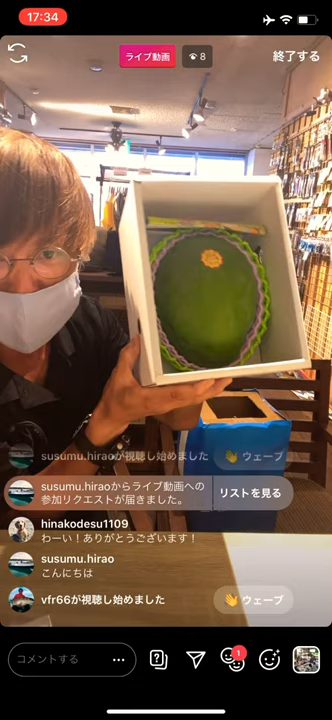 17:34
ライブ動画
8
終了する
susumu.hiraoが視聴し始めました
ウェーブ
susumu.hiraoからライブ動画への
参加リクエストが届きました。
リストを見る
hinakodesu1109
わーい！ありがとうございます！
susumu.hirao
こんにちは
vfr66が視聴し始めました
ウェーブ
コメントする
1